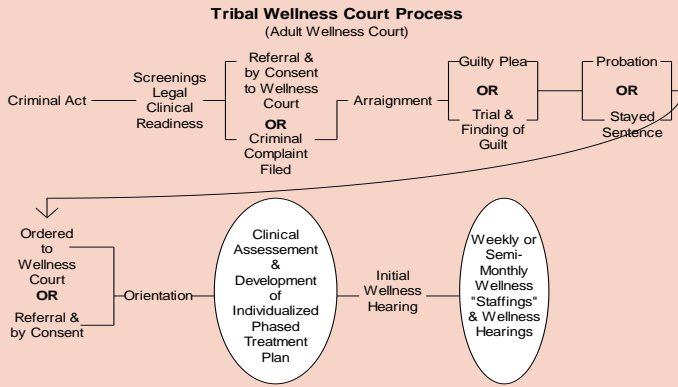 Tribal Wellness Court Process
(Adult Wellness Court)
Criminal Act
Screenings
Legal
Clinical
Readiness
Referral &
by Consent
to Wellness
Court
OR
Criminal
Complaint
Filed
Arraignment
Guilty Plea
OR
Trial &
Finding of
Guilt
Probation
OR
Stayed
Sentence
Ordered
to
Wellness
Court
OR
Referral &
by Consent
Orientation
Clinical
Assessement
&
Development
of
Individualized
Phased
Treatment
Plan
Initial
Wellness
Hearing
Weekly or
Semi-
Monthly
Wellness
"Staffings"
& Wellness
Hearings